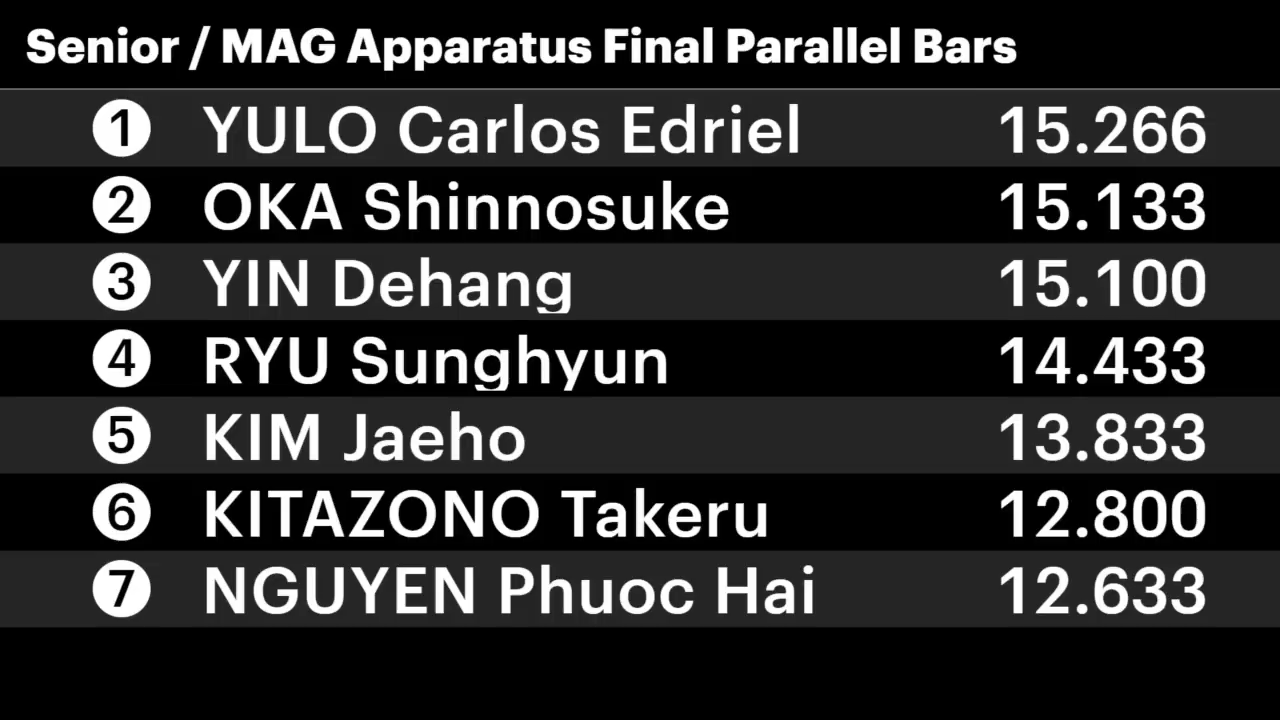 Senior / MAG Apparatus Final Parallel Bars
1 YULO Carlos Edriel 15.266
2 OKA Shinnosuke 15.133
3 YIN Dehang 15.100
4 RYU Sunghyun 14.433
5 KIM Jaeho 13.833
6 KITAZONO Takeru 12.800
7 NGUYEN Phuoc Hai 12.633